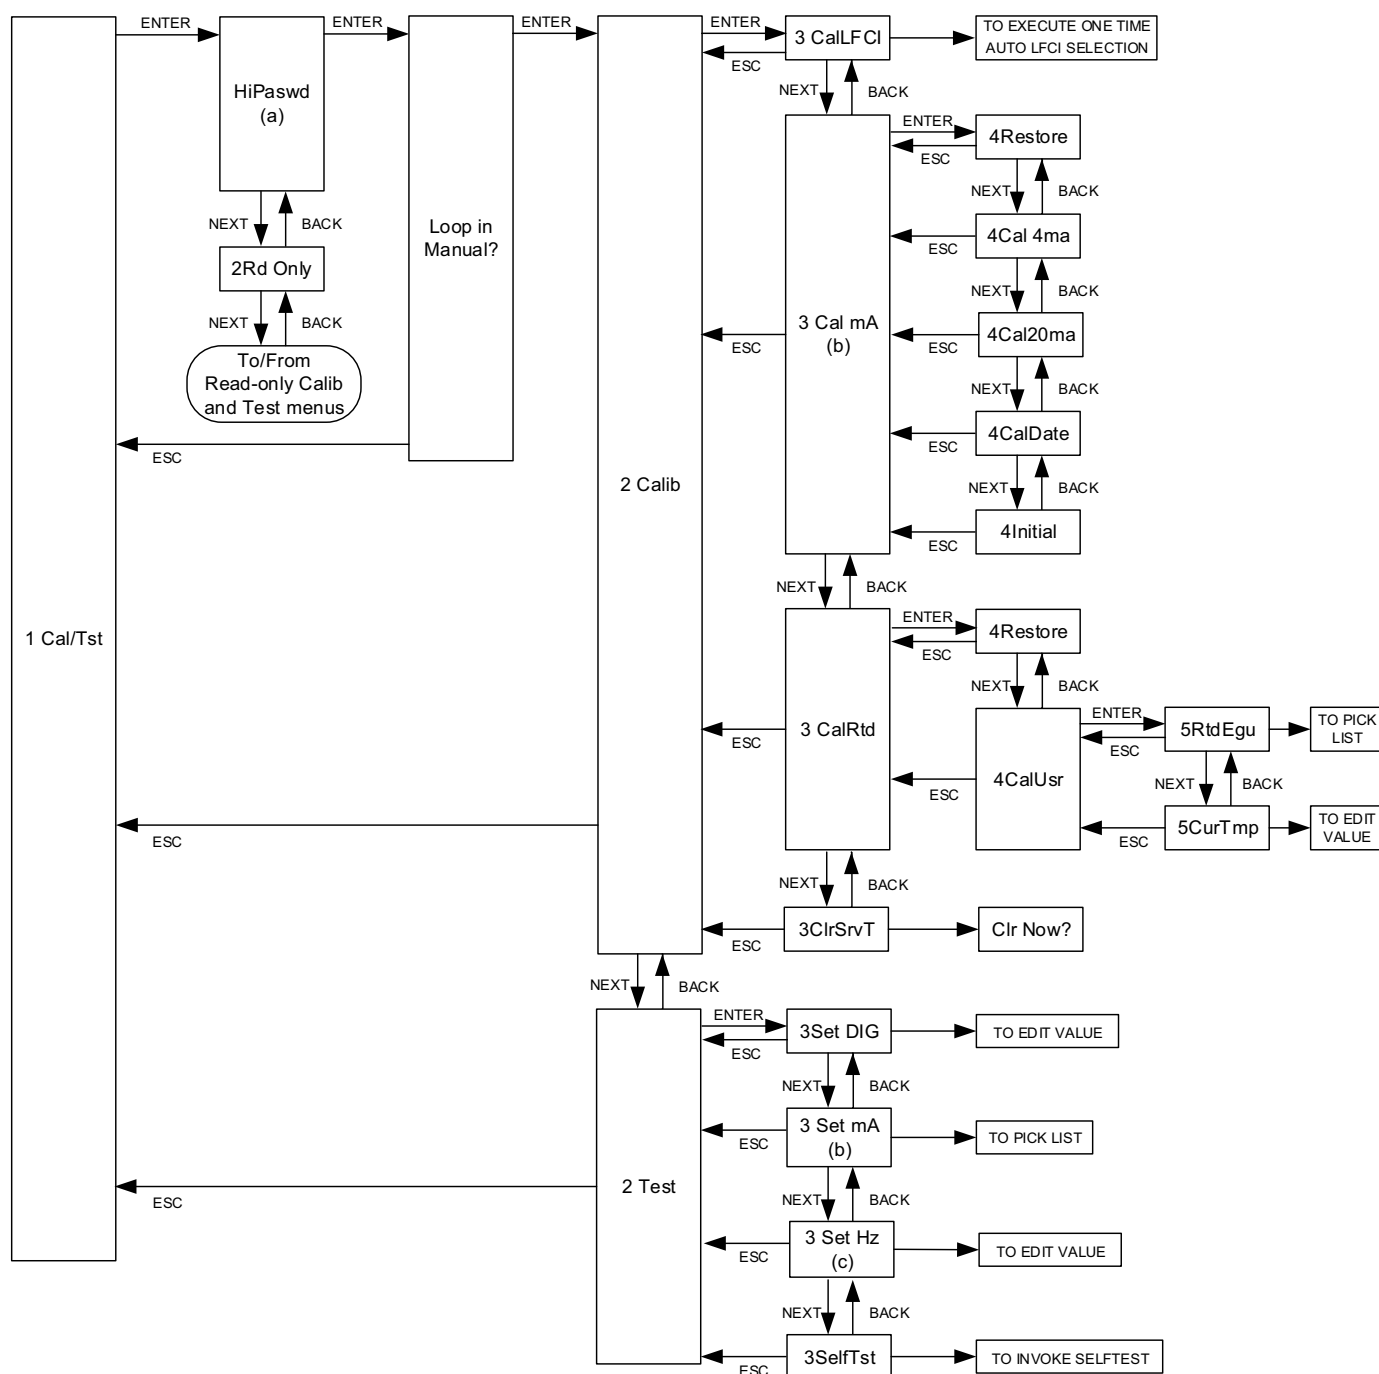 ENTER
ENTER
ENTER
ENTER
3 CalLFCI
TO EXECUTE ONE TIME
AUTO LFCI SELECTION
ESC
HiPaswd
(a)
NEXT
BACK
ENTER
4Restore
ESC
NEXT
BACK
NEXT
BACK
Loop in
Manual?
4Cal 4ma
ESC
2Rd Only
NEXT
BACK
NEXT
BACK
3 Cal mA
(b)
ESC
4Cal20ma
ESC
To/From
Read-only Calib
and Test menus
NEXT
BACK
4CalDate
ESC
ESC
2 Calib
NEXT
BACK
4Initial
ESC
NEXT
BACK
1 Cal/Tst
ENTER
4Restore
ESC
NEXT
BACK
3 CalRtd
ESC
ENTER
5RtdEgu
TO PICK
LIST
ESC
4CalUsr
ESC
NEXT
BACK
5CurTmp
TO EDIT
VALUE
ESC
ESC
NEXT
BACK
3ClrSrvT
Clr Now?
ESC
NEXT
BACK
ENTER
3Set DIG
TO EDIT VALUE
ESC
NEXT
BACK
3 Set mA
(b)
TO PICK LIST
ESC
2 Test
ESC
NEXT
BACK
3 Set Hz
(c)
TO EDIT VALUE
ESC
NEXT
BACK
3SelfTst
TO INVOKE SELFTEST
ESC